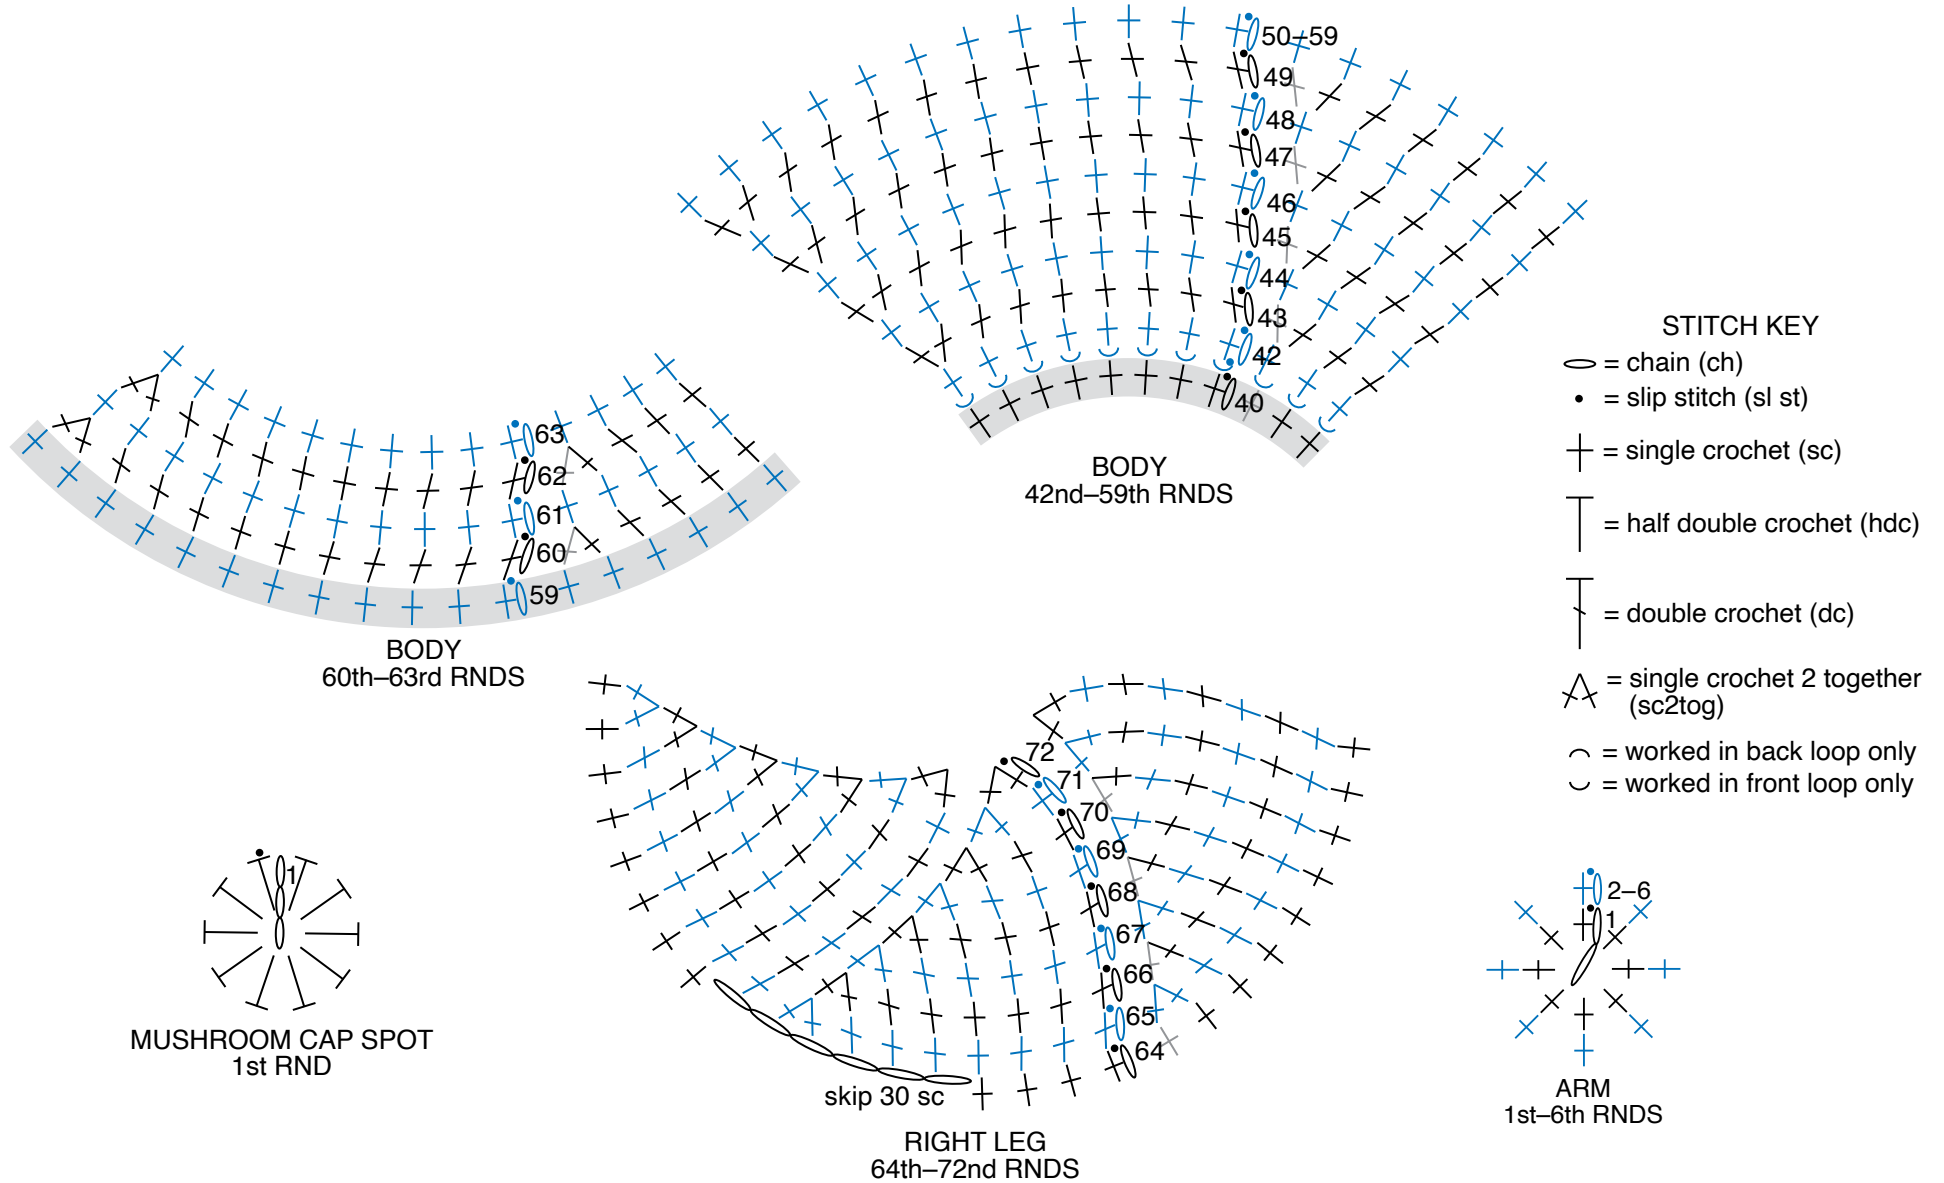 50–59
49
48
47
46
45
44
43
42
40
BODY
42nd–59th RNDS
63
62
61
60
59
BODY
60th–63rd RNDS
STITCH KEY
= chain (ch)
= slip stitch (sl st)
= single crochet (sc)
= half double crochet (hdc)
= double crochet (dc)
= single crochet 2 together
(sc2tog)
= worked in back loop only
= worked in front loop only
1
MUSHROOM CAP SPOT
1st RND
72
71
70
69
68
67
66
65
64
skip 30 sc
RIGHT LEG
64th–72nd RNDS
2–6
1
ARM
1st–6th RNDS